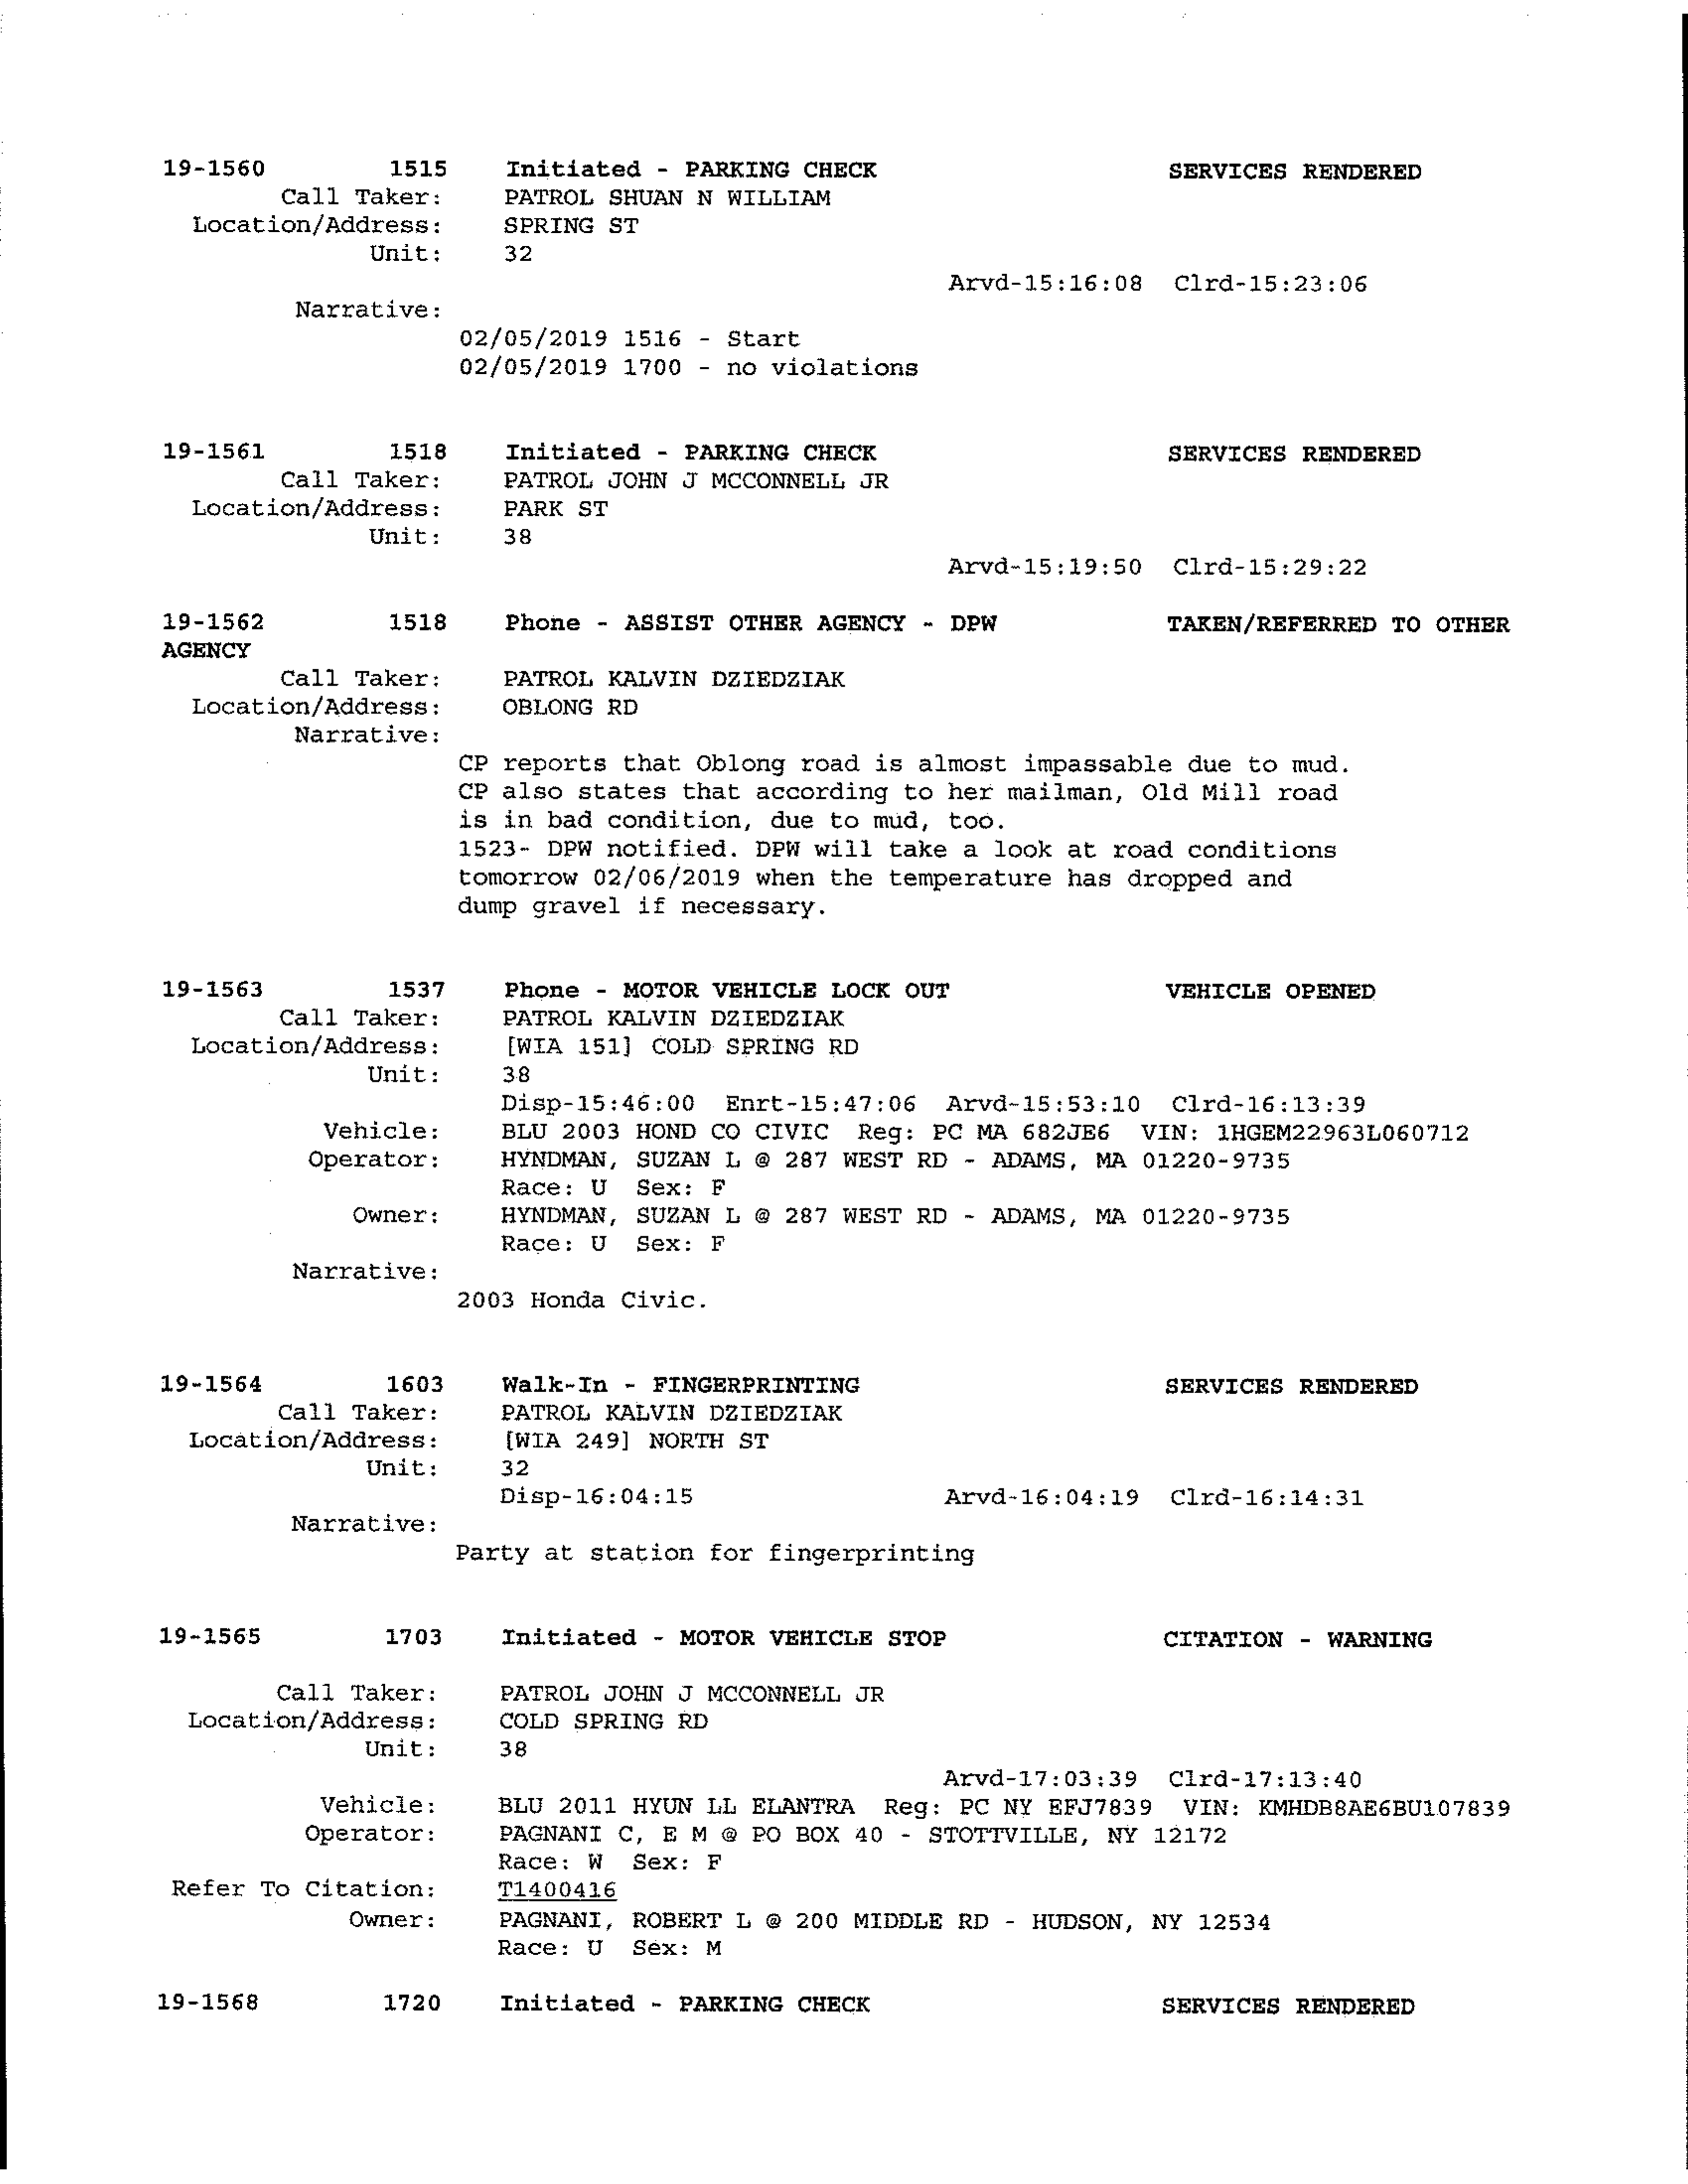 19-1560 1515 Initiated - PARKING CHECK SERVICES RENDERED
Call Taker: PATROL SHUAN N WILLIAM
Location/Address: SPRING ST
Unit: 32
Arvd-15:16:08 Clrd-15:23:06
Narrative:
02/05/2019 1516 - Start
02/05/2019 1700 - no violations
19-1561 1518 Initiated - PARKING CHECK SERVICES RENDERED
Call Taker: PATROL JOHN J MCCONNELL JR
Location/Address: PARK ST
Unit: 38
Arvd-15:19:50 Clrd-15:29:22
19-1562 1518 Phone - ASSIST OTHER AGENCY - DPW TAKEN/REFERRED TO OTHER
AGENCY
Call Taker: PATROL KALVIN DZIEDZIAK
Location/Address: OBLONG RD
Narrative:
CP reports that Oblong road is almost impassable due to mud.
CP also states that according to her mailman, Old Mill road
is in bad condition, due to mud, too.
1523- DPW notified. DPW will take a look at road conditions
tomorrow 02/06/2019 when the temperature has dropped and
dump gravel if necessary.
19-1563 1537 Phone - MOTOR VEHICLE LOCK OUT VEHICLE OPENED
Call Taker: PATROL KALVIN DZIEDZIAK
Location/Address: [WIA 151] COLD SPRING RD
Unit: 38
Disp-15:46:00 Enrt-15:47:06 Arvd-15:53:10 Clrd-16:13:39
Vehicle: BLU 2003 HOND CO CIVIC Reg: PC MA 682JE6 VIN: 1HGEM22963L060712
Operator: HYNDMAN, SUZAN L @ 287 WEST RD - ADAMS, MA 01220-9735
Race: U Sex: F
Owner: HYNDMAN, SUZAN L @ 287 WEST RD - ADAMS, MA 01220-9735
Race: U Sex: F
Narrative:
2003 Honda Civic.
19-1564 1603 Walk-In - FINGERPRINTING SERVICES RENDERED
Call Taker: PATROL KALVIN DZIEDZIAK
Location/Address: [WIA 249] NORTH ST
Unit: 32
Disp-16:04:15 Arvd-16:04:19 Clrd-16:14:31
Narrative:
Party at station for fingerprinting
19-1565 1703 Initiated - MOTOR VEHICLE STOP CITATION - WARNING
Call Taker: PATROL JOHN J MCCONNELL JR
Location/Address: COLD SPRING RD
Unit: 38
Arvd-17:03:39 Clrd-17:13:40
Vehicle: BLU 2011 HYUN LL ELANTRA Reg: PC NY EFJ7839 VIN: KMHDB8AE6BU107839
Operator: PAGNANI C, E M @ PO BOX 40 - STOTTVILLE, NY 12172
Race: W Sex: F
Refer To Citation: T1400416
Owner: PAGNANI, ROBERT L @ 200 MIDDLE RD - HUDSON, NY 12534
Race: U Sex: M
19-1568 1720 Initiated - PARKING CHECK SERVICES RENDERED